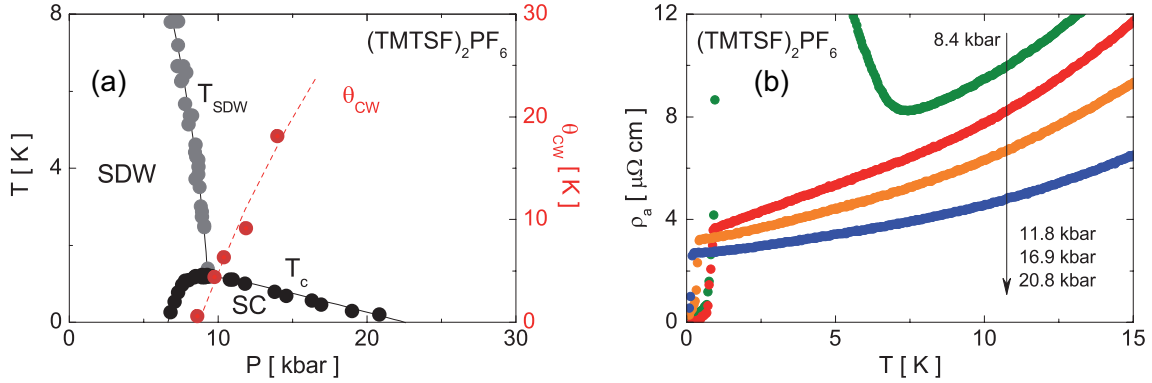 (a)
(TMTSF)2PF6
T [ K ]
8
4
0
SDW
TSDW
θCW
Tc
SC
0
10
20
30
P [ kbar ]
30
20
10
0
θCW [ K ]
(b)
(TMTSF)2PF6
8.4 kbar
11.8 kbar
16.9 kbar
20.8 kbar
ρa [ μΩ cm ]
12
8
4
0
0
5
10
15
T [ K ]